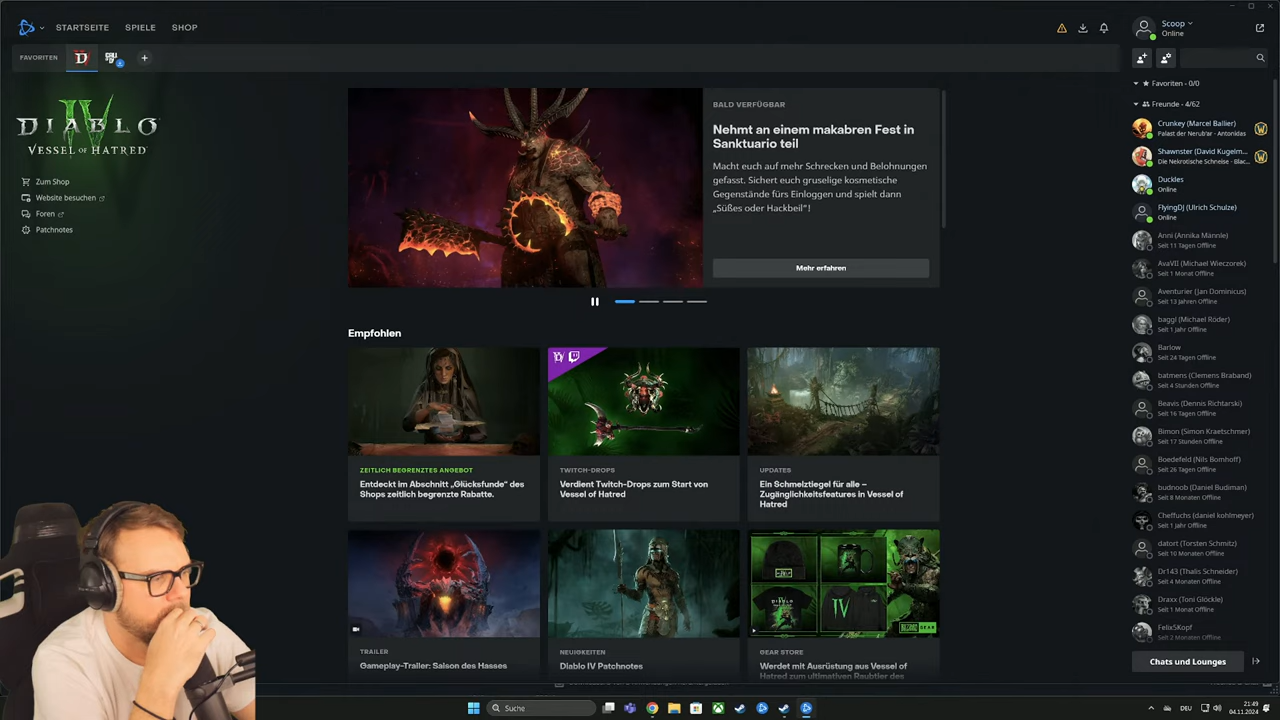 STARTSEITE
SPIELE
SHOP
Scoop
Online
FAVORITEN
DIABLO
IV
VESSEL OF HATRED
Zum Shop
Website besuchen
Foren
Patchnotes
BALD VERFÜGBAR
Nehmt an einem makabren Fest in
Sanktuario teil
Macht euch auf mehr Schrecken und Belohnungen
gefasst. Sichert euch gruselige kosmetische
Gegenstände fürs Einloggen und spielt dann
„Süßes oder Hackbeil“!
Mehr erfahren
Empfohlen
ZEITLICH BEGRENZTES ANGEBOT
Entdeckt im Abschnitt „Glücksfunde“ des
Shops zeitlich begrenzte Rabatte.
TWITCH-DROPS
Verdient Twitch-Drops zum Start von
Vessel of Hatred
UPDATES
Ein Schmelztiegel für alle –
Zugänglichkeitsfeatures in Vessel of
Hatred
TRAILER
Gameplay-Trailer: Saison des Hasses
NEUIGKEITEN
Diablo IV Patchnotes
GEAR STORE
Werdet mit Ausrüstung aus Vessel of
Hatred zum ultimativen Raubtier des
Favoriten - 0/0
Freunde - 4/62
Crunkey (Marcel Ballier)
Palast der Nerub'ar - Antonidas
Shawnster (David Kugelm...
Die Nekrotische Schneise - Blac...
Duckles
Online
FlyingDJ (Ulrich Schulze)
Online
Anni (Annika Männle)
Seit 11 Tagen Offline
AvaVII (Michael Wieczorek)
Seit 1 Monat Offline
Aventurier (Jan Dominicus)
Seit 13 Jahren Offline
baggl (Michael Röder)
Seit 1 Jahr Offline
Barlow
Seit 24 Tagen Offline
batmens (Clemens Braband)
Seit 4 Stunden Offline
Beavis (Dennis Richtarski)
Seit 16 Tagen Offline
Bimon (Simon Kraetschmer)
Seit 17 Stunden Offline
Boedefeld (Nils Bomhoff)
Seit 26 Tagen Offline
budnoob (Daniel Budiman)
Seit 8 Monaten Offline
Cheffuchs (daniel kohlmeyer)
Seit 1 Jahr Offline
datort (Torsten Schmitz)
Seit 10 Monaten Offline
Dr143 (Thalis Schneider)
Seit 4 Monaten Offline
Draxx (Toni Glöckle)
Seit 1 Monat Offline
FelixSKopf
Seit 2 Monaten Offline
Chats und Lounges
Suche
DEU
21:49
04.11.2024